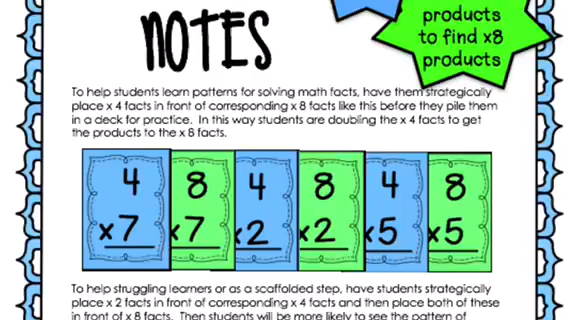 products
to find x8
products
NOTES
To help students learn patterns for solving math facts, have them strategically
place x 4 facts in front of corresponding x 8 facts like this before they pile them
in a deck for practice.  In this way students are doubling the x 4 facts to get
the products to the x 8 facts.
4 8 4 8 4 8
x7 x7 x2 x2 x5 x5
To help struggling learners or as a scaffolded step, have students strategically
place x 2 facts in front of corresponding x 4 facts and then place both of these
in front of x 8 facts.  Then students will be more likely to see the pattern of